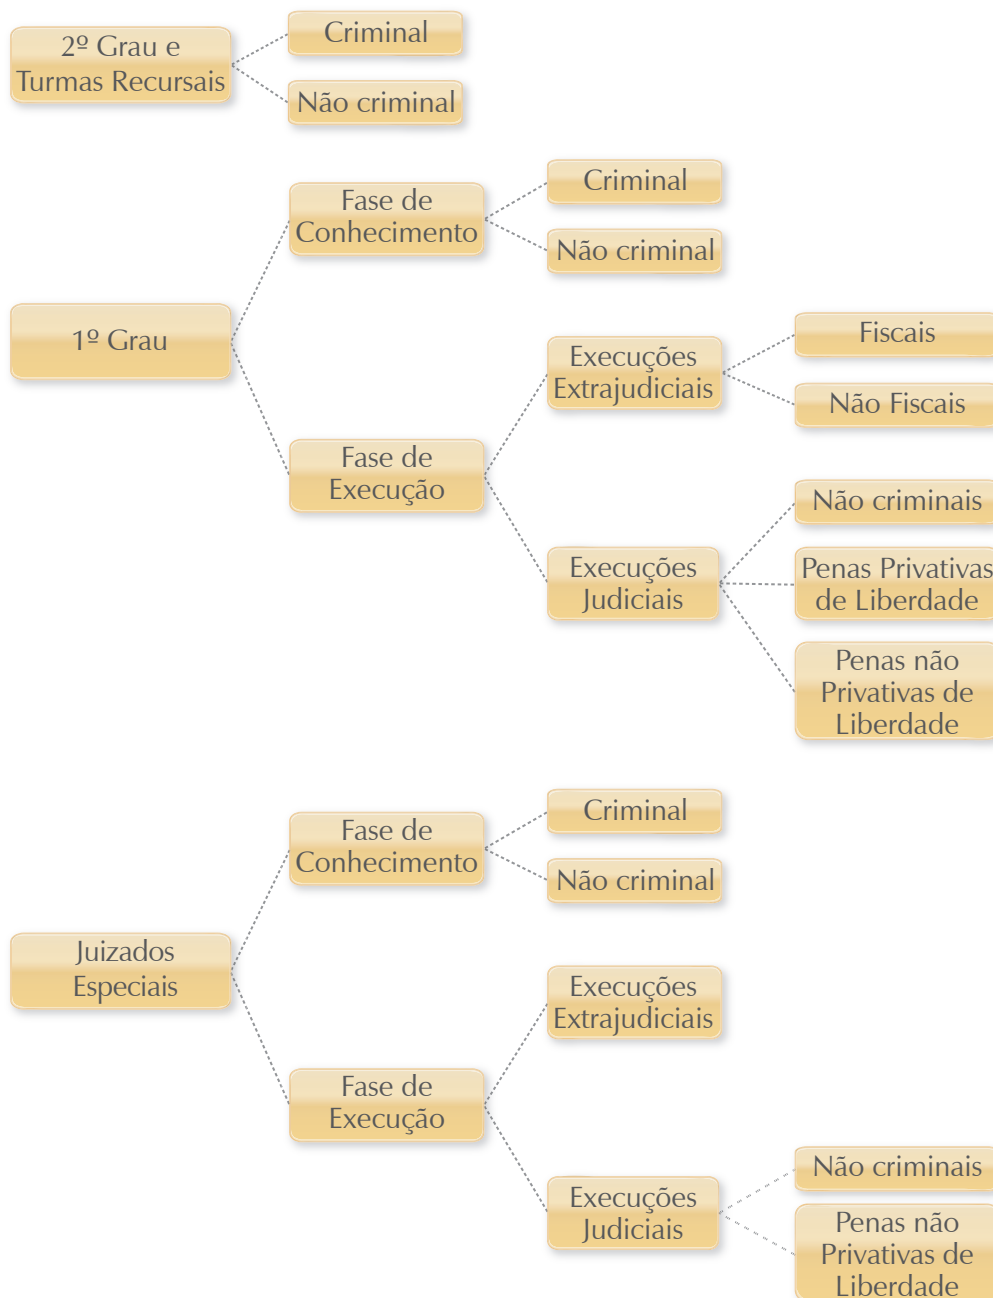 2º Grau e
Turmas Recursais
Criminal
Não criminal
1º Grau
Fase de
Conhecimento
Criminal
Não criminal
Fase de
Execução
Execuções
Extrajudiciais
Fiscais
Não Fiscais
Execuções
Judiciais
Não criminais
Penas Privativas
de Liberdade
Penas não
Privativas de
Liberdade
Juizados
Especiais
Fase de
Conhecimento
Criminal
Não criminal
Fase de
Execução
Execuções
Extrajudiciais
Execuções
Judiciais
Não criminais
Penas não
Privativas de
Liberdade